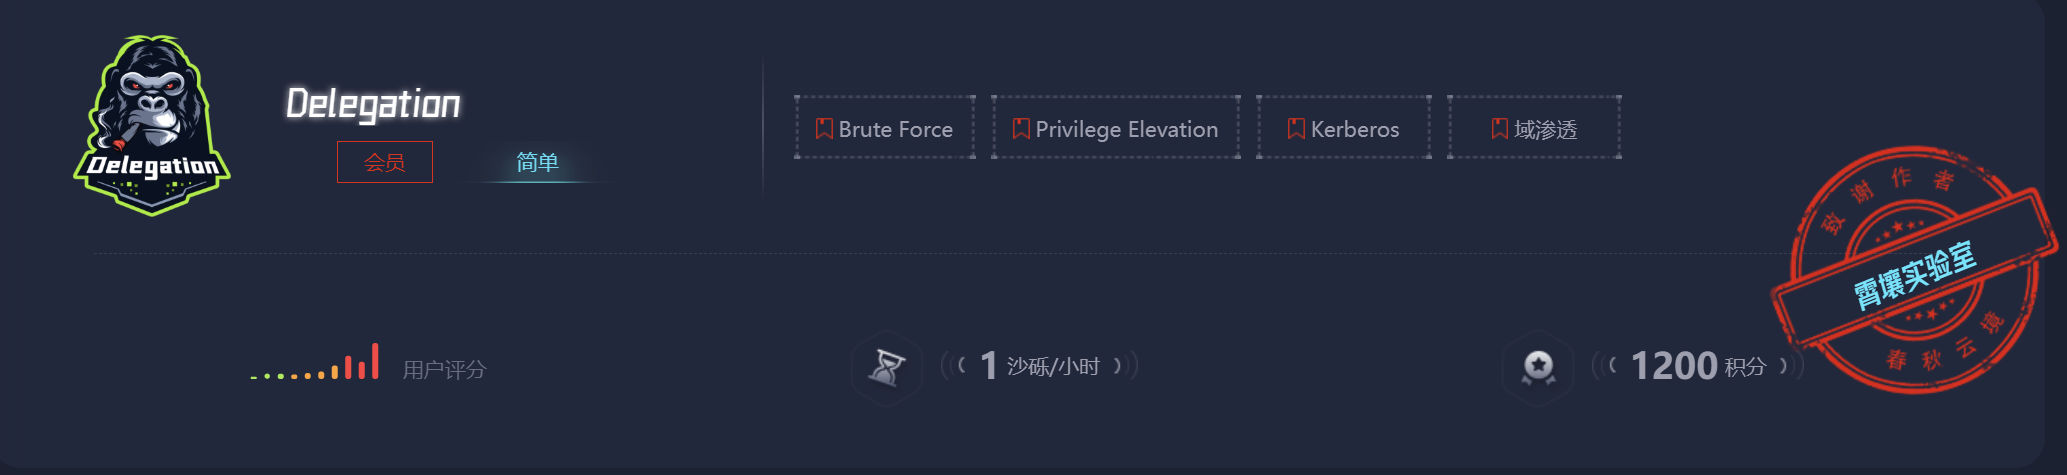 Delegation
Delegation
会员
简单
Brute Force
Privilege Elevation
Kerberos
域渗透
致谢作者
霄壤实验室
春秋云境
用户评分
1 沙砾/小时
1200 积分